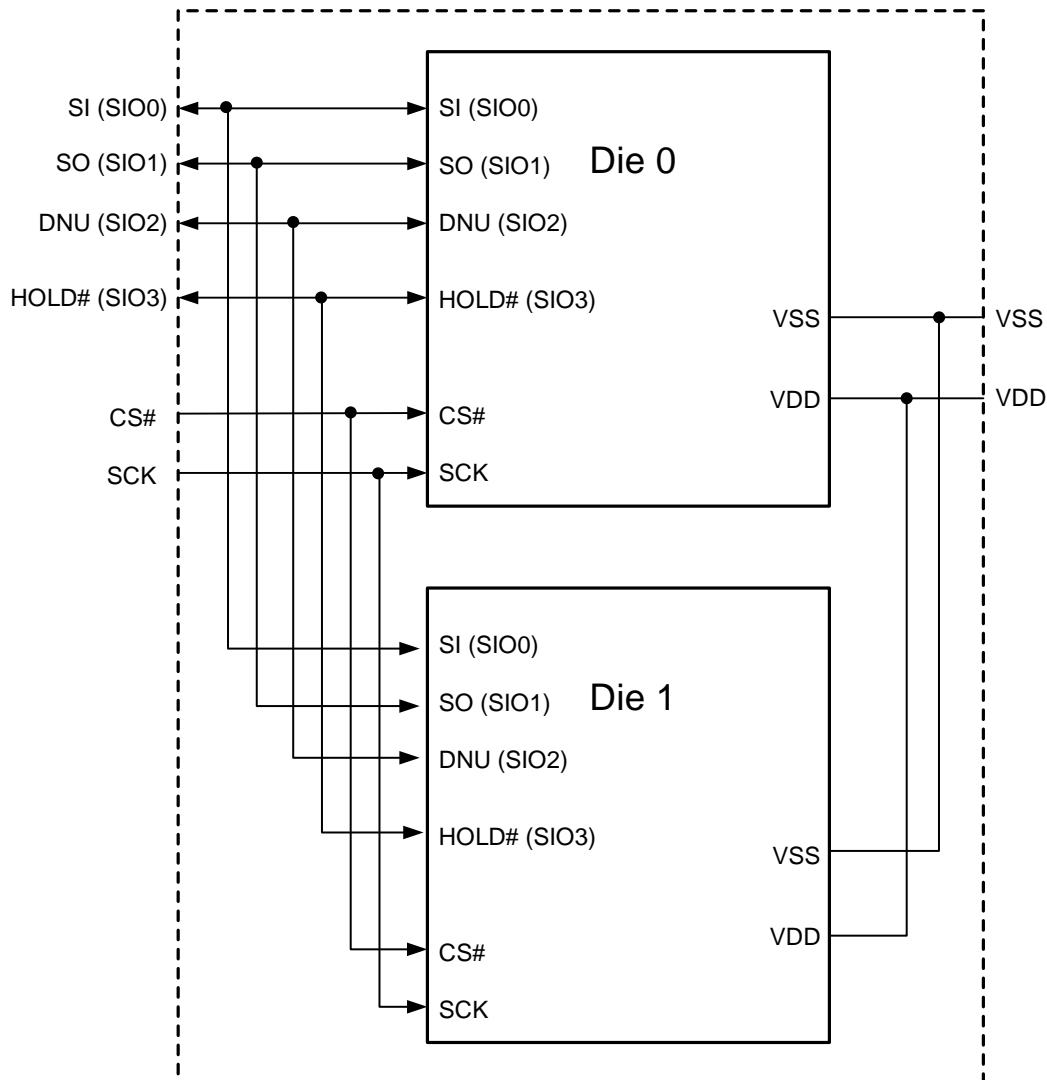 SI (SIO0)
SO (SIO1)
DNU (SIO2)
HOLD# (SIO3)
CS#
SCK
SI (SIO0)
SO (SIO1)
DNU (SIO2)
HOLD# (SIO3)
CS#
SCK
Die 0
VSS
VDD
VSS
VDD
SI (SIO0)
SO (SIO1)
DNU (SIO2)
HOLD# (SIO3)
CS#
SCK
Die 1
VSS
VDD